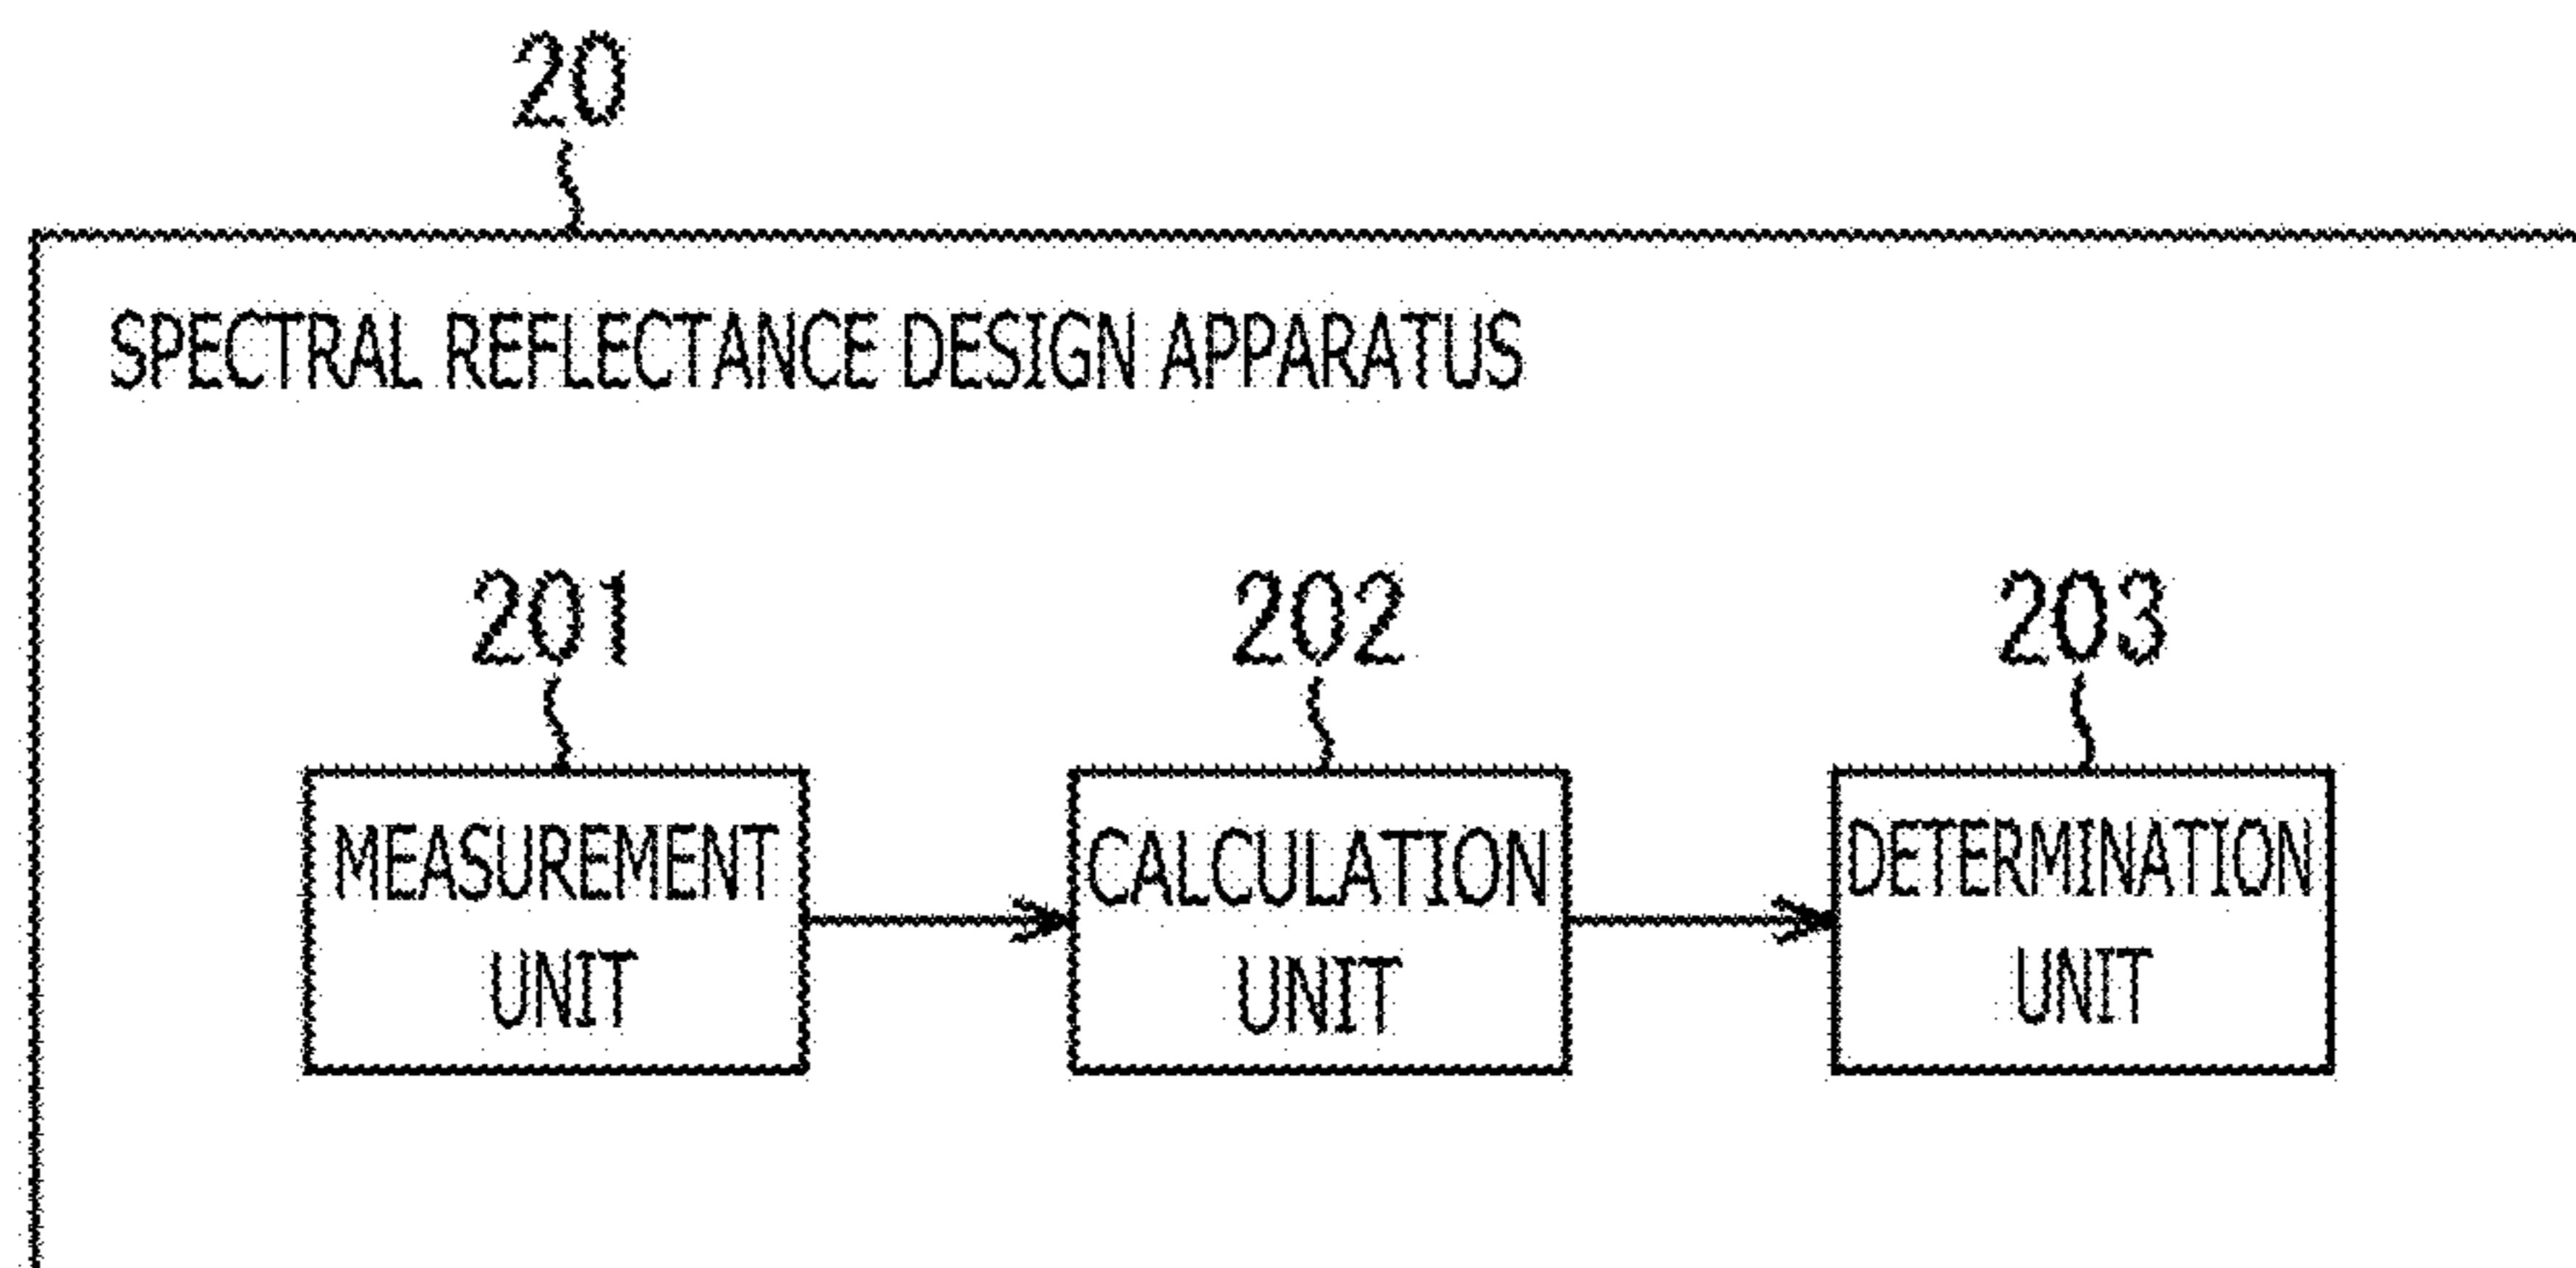 20
SPECTRAL REFLECTANCE DESIGN APPARATUS
201
202
203
MEASUREMENT
UNIT
CALCULATION
UNIT
DETERMINATION
UNIT